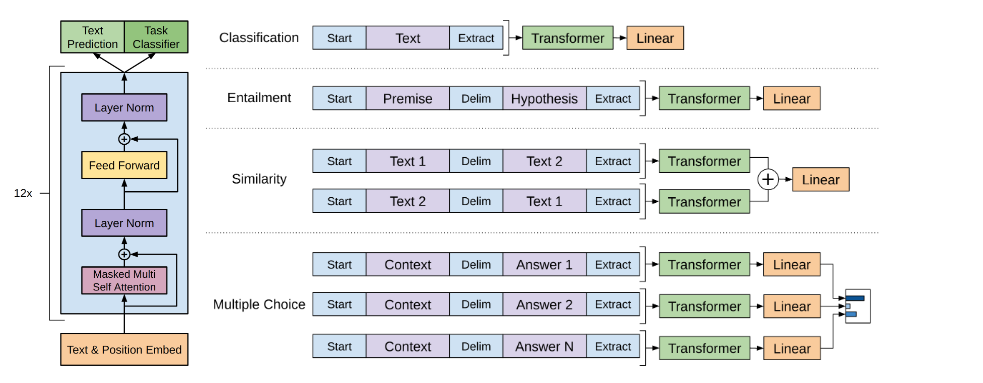 Text
Prediction
Task
Classifier
12x
Layer Norm
+
Feed Forward
Layer Norm
+
Masked Multi
Self Attention
Text & Position Embed
Classification
Start Text Extract Transformer Linear
Entailment
Start Premise Delim Hypothesis Extract Transformer Linear
Similarity
Start Text 1 Delim Text 2 Extract Transformer
+ Linear
Start Text 2 Delim Text 1 Extract Transformer
Multiple Choice
Start Context Delim Answer 1 Extract Transformer Linear
Start Context Delim Answer 2 Extract Transformer Linear
Start Context Delim Answer N Extract Transformer Linear